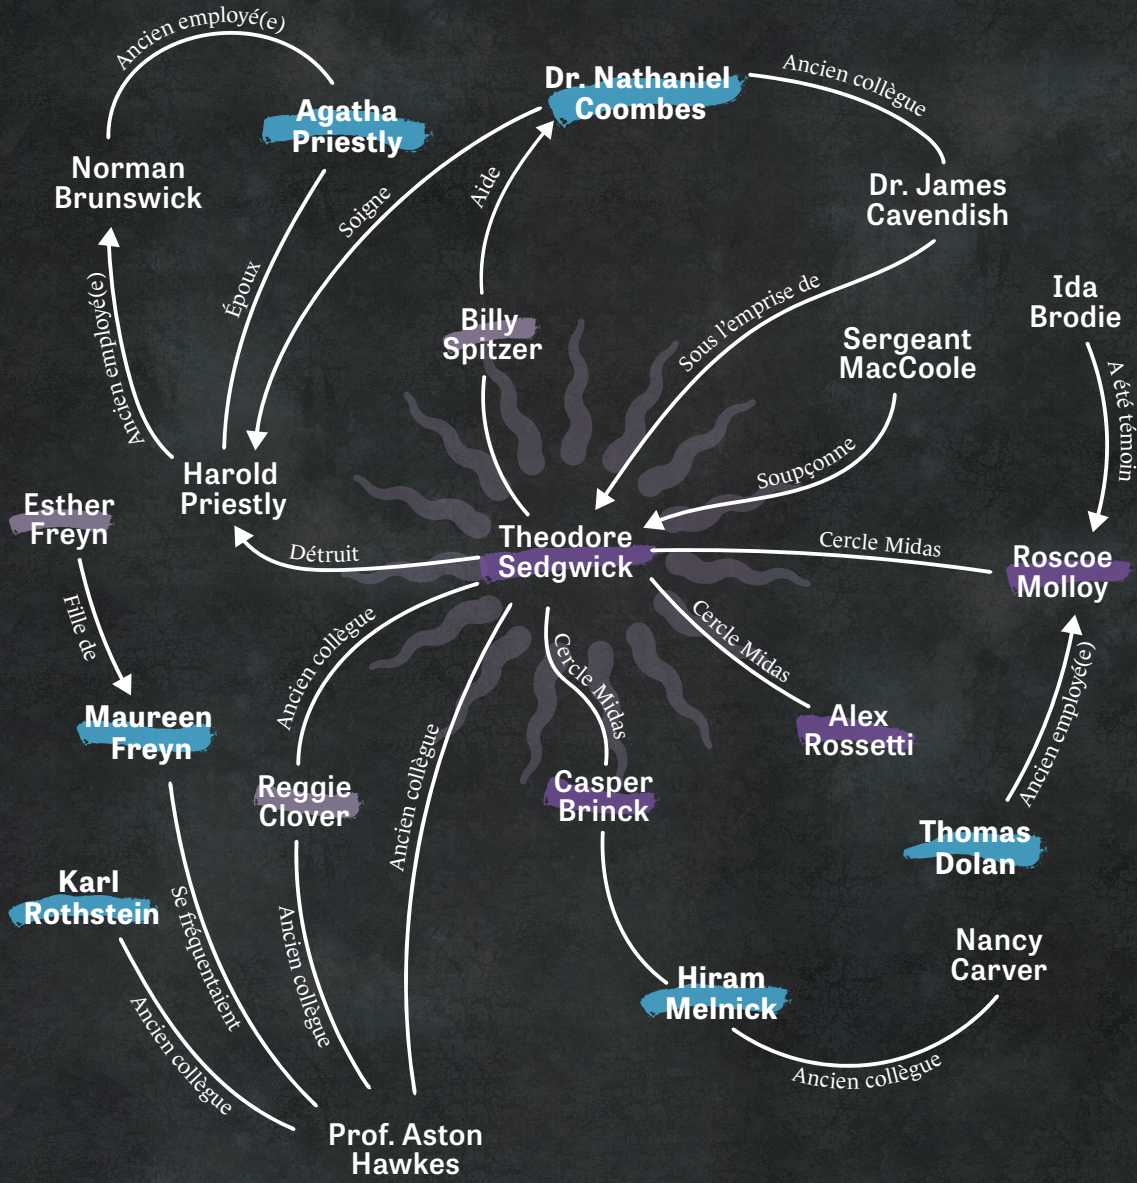 Ancien employé(e)
Agatha
Priestly
Dr. Nathaniel
Coombes
Ancien collègue
Norman
Brunswick
Dr. James
Cavendish
Soigne
Aide
Époux
Ancien employé(e)
Billy
Spitzer
Sous l'emprise de
Sergeant
MacCoole
Ida
Brodie
A été témoin
Soupçonne
Harold
Priestly
Esther
Freyn
Détruit
Theodore
Sedgwick
Cercle Midas
Roscoe
Molloy
Fille de
Ancien collègue
Cercle Midas
Cercle Midas
Ancien employé(e)
Maureen
Freyn
Alex
Rossetti
Ancien collègue
Reggie
Clover
Casper
Brinck
Thomas
Dolan
Karl
Rothstein
Se fréquentaient
Ancien collègue
Nancy
Carver
Hiram
Melnick
Ancien collègue
Ancien collègue
Prof. Aston
Hawkes